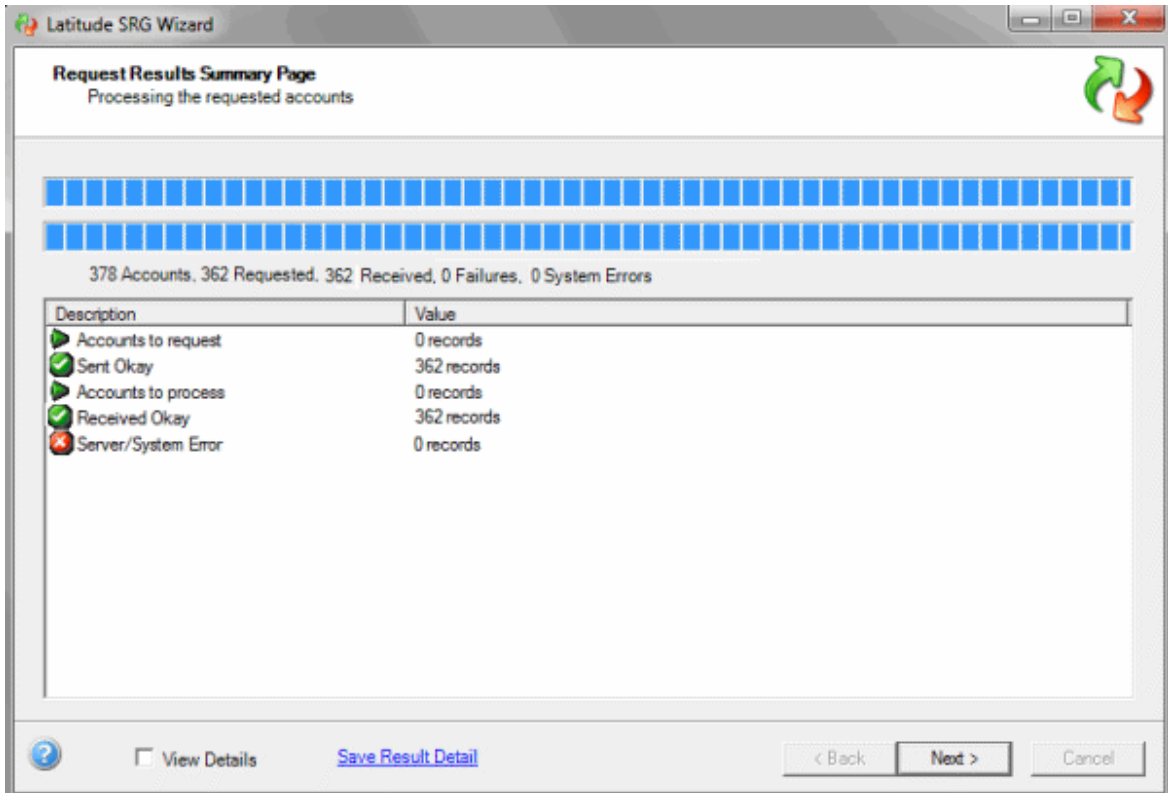 Latitude SRG Wizard
Request Results Summary Page
Processing the requested accounts
378 Accounts, 362 Requested, 362 Received, 0 Failures, 0 System Errors
Description Value
Accounts to request 0 records
Sent Okay 362 records
Accounts to process 0 records
Received Okay 362 records
Server/System Error 0 records
View Details Save Result Detail < Back Next > Cancel